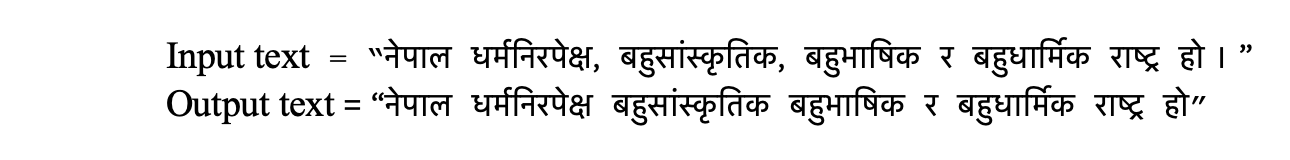 Input text = “नेपाल धर्मनिरपेक्ष, बहुसांस्कृतिक, बहुभाषिक र बहुधार्मिक राष्ट्र हो । ”
Output text = “नेपाल धर्मनिरपेक्ष बहुसांस्कृतिक बहुभाषिक र बहुधार्मिक राष्ट्र हो”